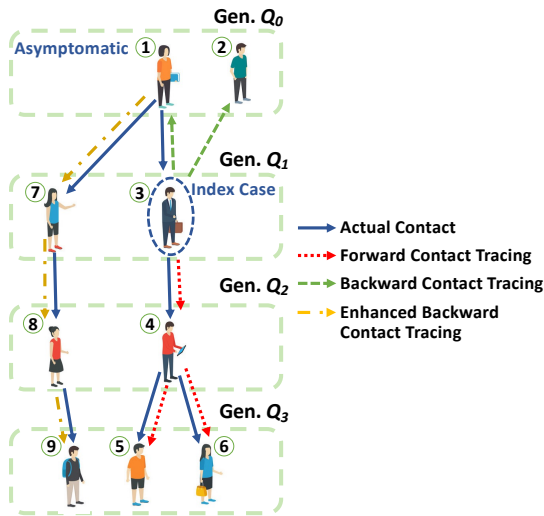 Gen. Q0
Asymptomatic
1
2
Gen. Q1
7
3
Index Case
Actual Contact
Forward Contact Tracing
Backward Contact Tracing
Enhanced Backward
Contact Tracing
Gen. Q2
8
4
Gen. Q3
9
5
6